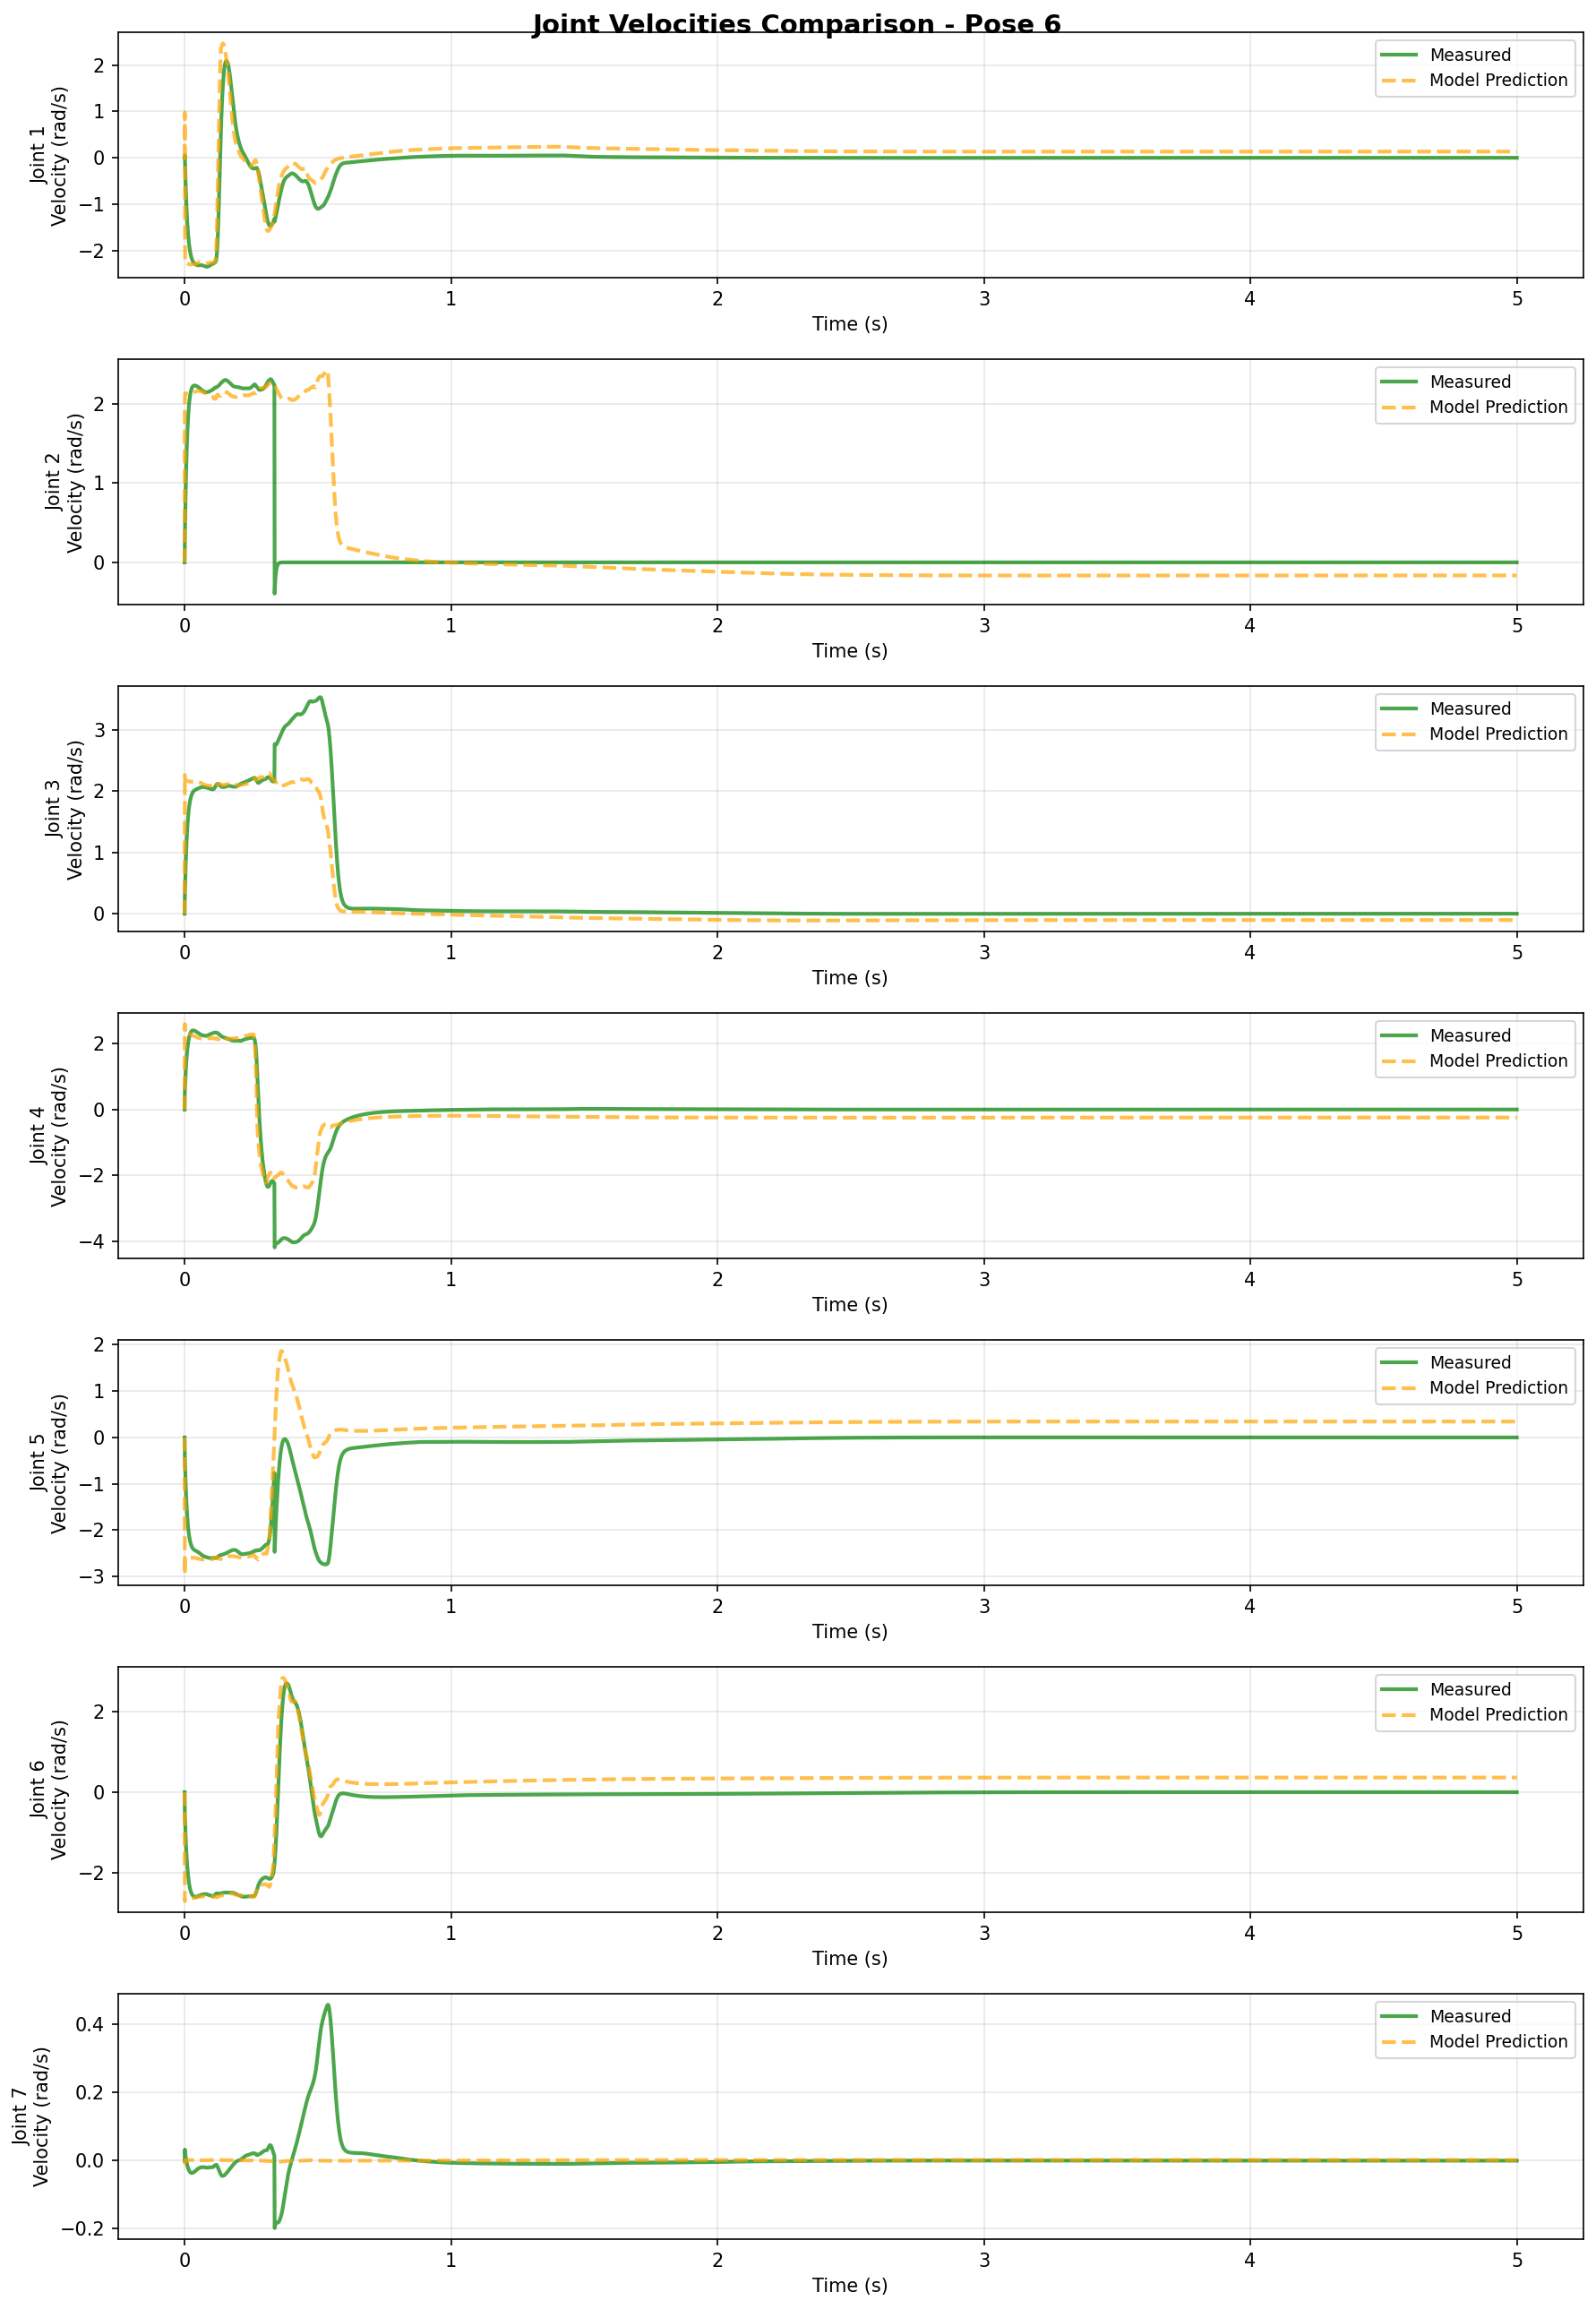 Joint Velocities Comparison - Pose 6
Joint 1
Velocity (rad/s)
2
1
0
−1
−2
Measured
Model Prediction
0 1 2 3 4 5
Time (s)
Joint 2
Velocity (rad/s)
2
1
0
Measured
Model Prediction
0 1 2 3 4 5
Time (s)
Joint 3
Velocity (rad/s)
3
2
1
0
Measured
Model Prediction
0 1 2 3 4 5
Time (s)
Joint 4
Velocity (rad/s)
2
0
−2
−4
Measured
Model Prediction
0 1 2 3 4 5
Time (s)
Joint 5
Velocity (rad/s)
2
1
0
−1
−2
−3
Measured
Model Prediction
0 1 2 3 4 5
Time (s)
Joint 6
Velocity (rad/s)
2
0
−2
Measured
Model Prediction
0 1 2 3 4 5
Time (s)
Joint 7
Velocity (rad/s)
0.4
0.2
0.0
−0.2
Measured
Model Prediction
0 1 2 3 4 5
Time (s)